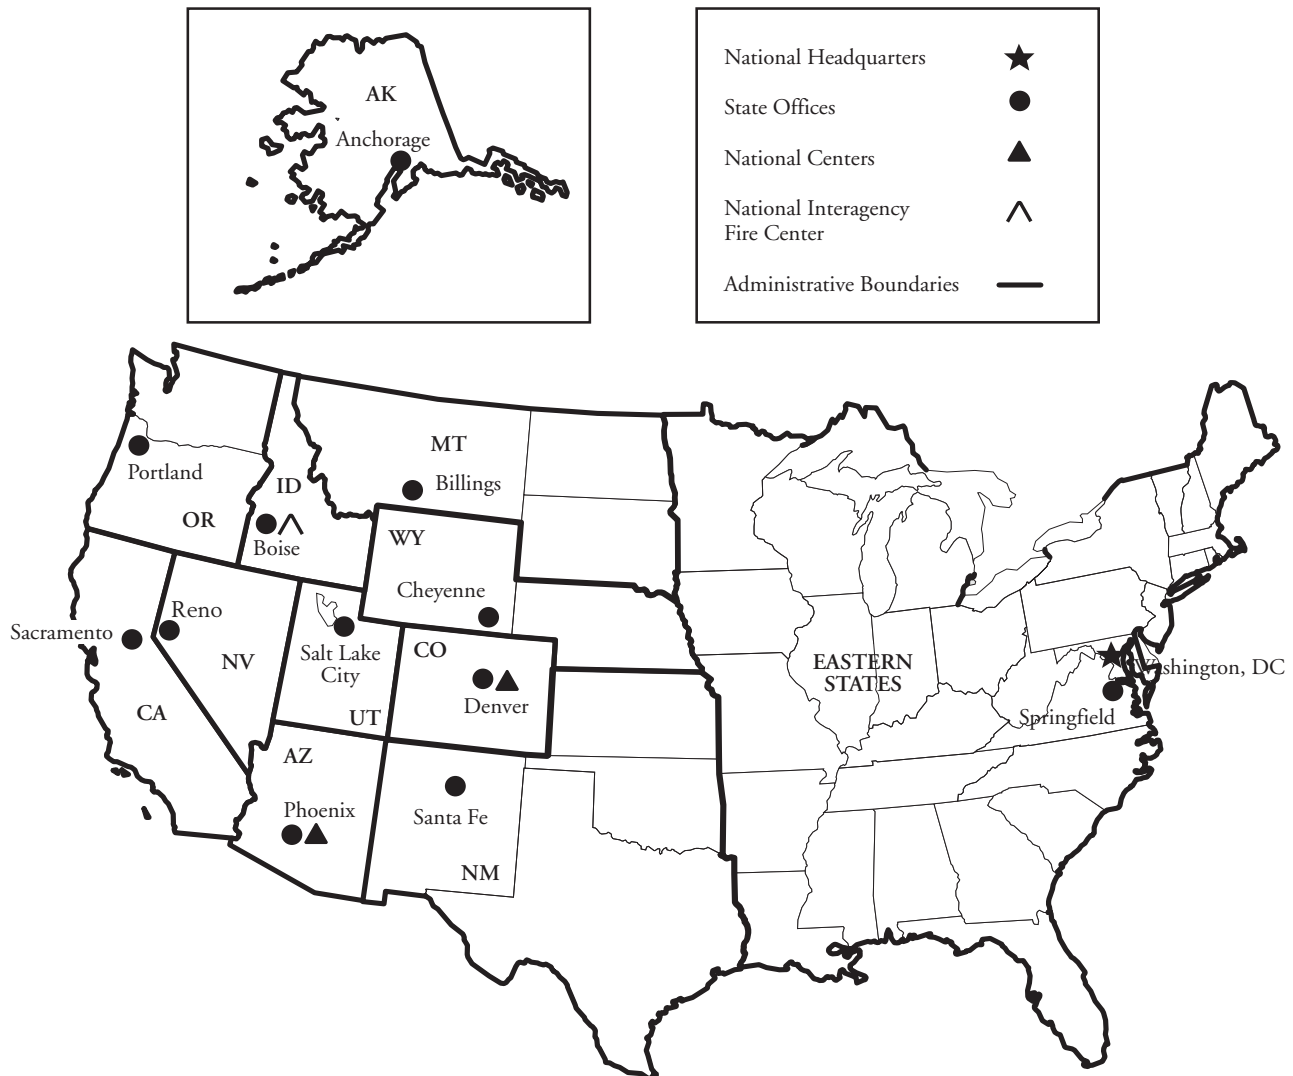 AK
Anchorage
National Headquarters
State Offices
National Centers
National Interagency
Fire Center
Administrative Boundaries
MT
Billings
Portland
ID
OR
Boise
WY
Cheyenne
Reno
Sacramento
NV
Salt Lake
City
UT
CO
Denver
CA
AZ
Phoenix
Santa Fe
NM
EASTERN
STATES
Washington, DC
Springfield